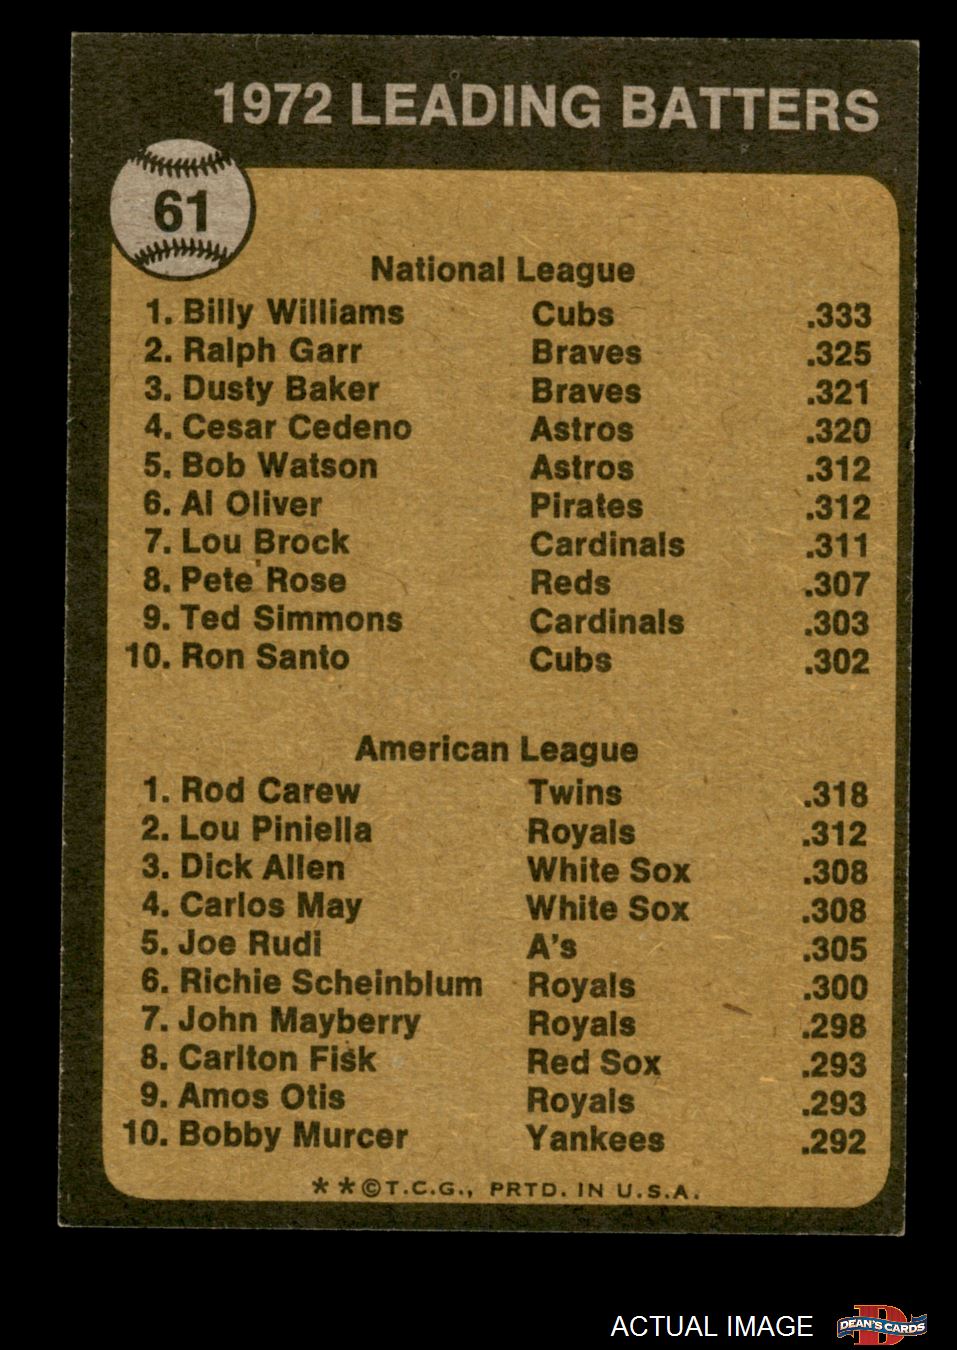 1972 LEADING BATTERS
61
National League
1. Billy Williams Cubs .333
2. Ralph Garr Braves .325
3. Dusty Baker Braves .321
4. Cesar Cedeno Astros .320
5. Bob Watson Astros .312
6. Al Oliver Pirates .312
7. Lou Brock Cardinals .311
8. Pete Rose Reds .307
9. Ted Simmons Cardinals .303
10. Ron Santo Cubs .302
American League
1. Rod Carew Twins .318
2. Lou Piniella Royals .312
3. Dick Allen White Sox .308
4. Carlos May White Sox .308
5. Joe Rudi A's .305
6. Richie Scheinblum Royals .300
7. John Mayberry Royals .298
8. Carlton Fisk Red Sox .293
9. Amos Otis Royals .293
10. Bobby Murcer Yankees .292
**©T.C.G., PRTD. IN U.S.A.
ACTUAL IMAGE
D
DEAN'S CARDS